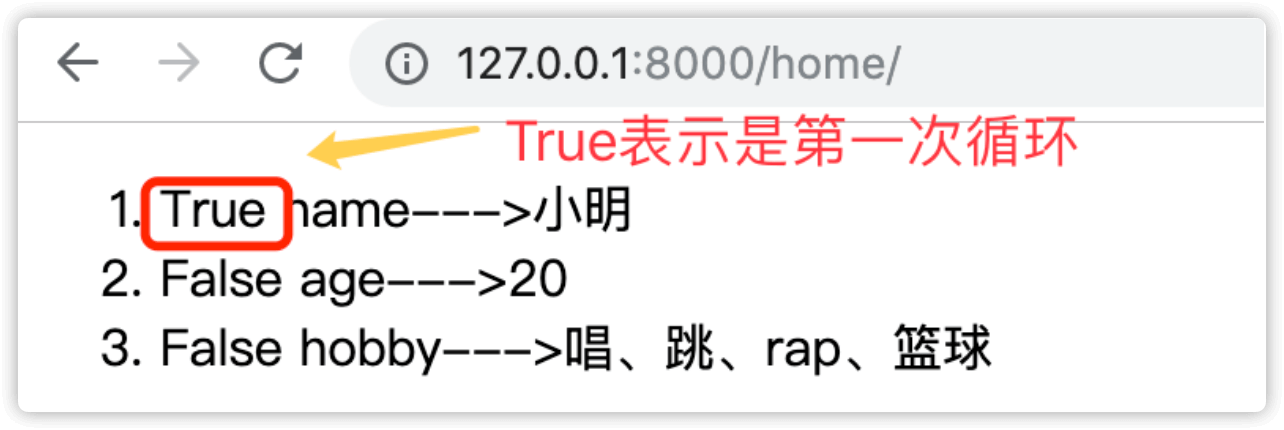 127.0.0.1:8000/home/
True表示是第一次循环
1. True name--->小明
2. False age--->20
3. False hobby--->唱、跳、rap、篮球